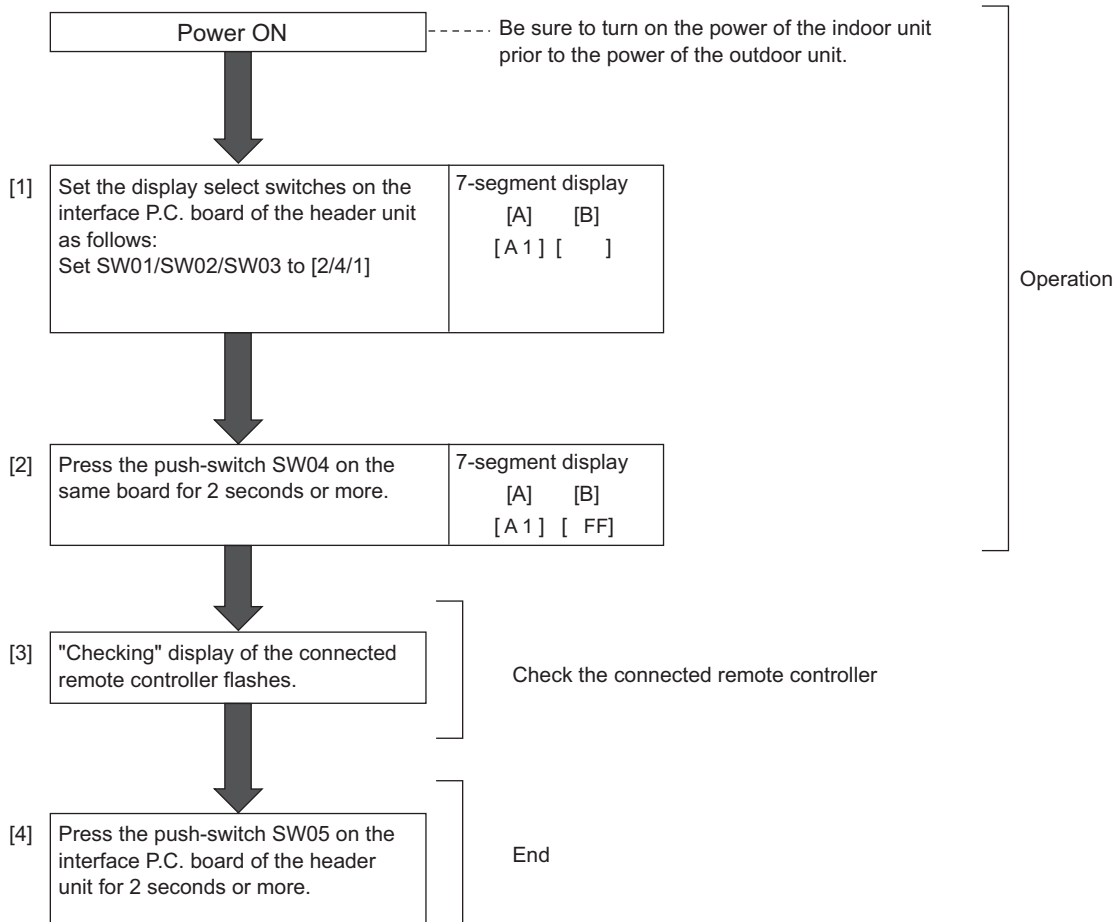 Power ON
Be sure to turn on the power of the indoor unit
prior to the power of the outdoor unit.
[1]
Set the display select switches on the
interface P.C. board of the header unit
as follows:
Set SW01/SW02/SW03 to [2/4/1]
7-segment display
[A] [B]
[ A 1 ] [ ]
Operation
[2]
Press the push-switch SW04 on the
same board for 2 seconds or more.
7-segment display
[A] [B]
[ A 1 ] [ FF]
[3]
"Checking" display of the connected
remote controller flashes.
Check the connected remote controller
[4]
Press the push-switch SW05 on the
interface P.C. board of the header
unit for 2 seconds or more.
End